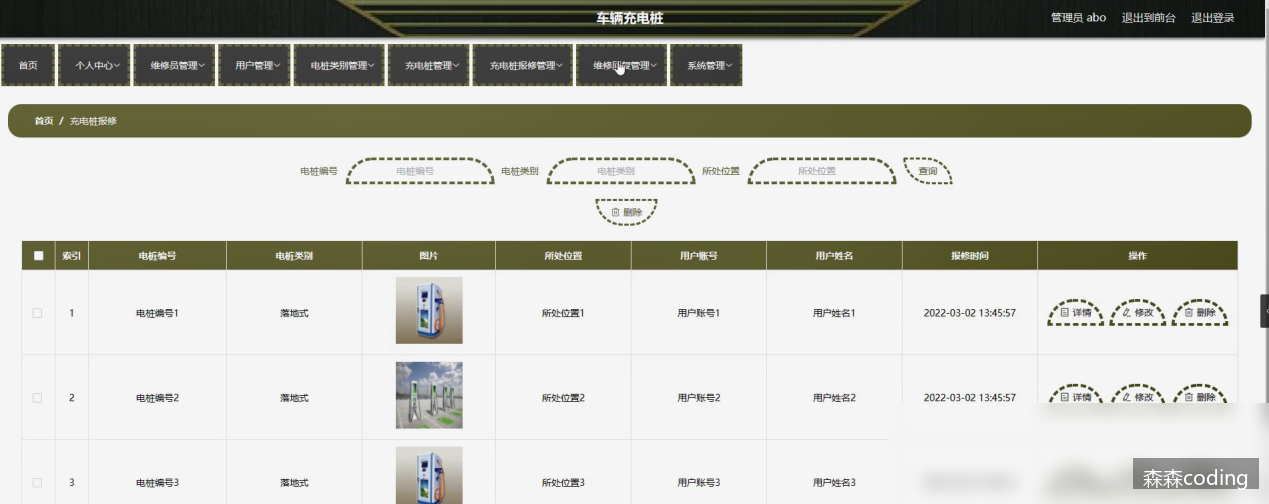 车辆充电桩
管理员 abo 退出到前台 退出登录
首页 个人中心 维修员管理 用户管理 电桩类别管理 充电桩管理 充电桩报修管理 维修回复管理 系统管理
首页 / 充电桩报修
电桩编号 电桩编号 电桩类别 电桩类别 所处位置 所处位置 查询
删除
索引 电桩编号 电桩类别 图片 所处位置 用户账号 用户姓名 报修时间 操作
1 电桩编号1 落地式 所处位置1 用户账号1 用户姓名1 2022-03-02 13:45:57 详情 修改 删除
2 电桩编号2 落地式 所处位置2 用户账号2 用户姓名2 2022-03-02 13:45:57 详情 修改 删除
3 电桩编号3 落地式 所处位置3 用户账号3 用户姓名3
森森coding